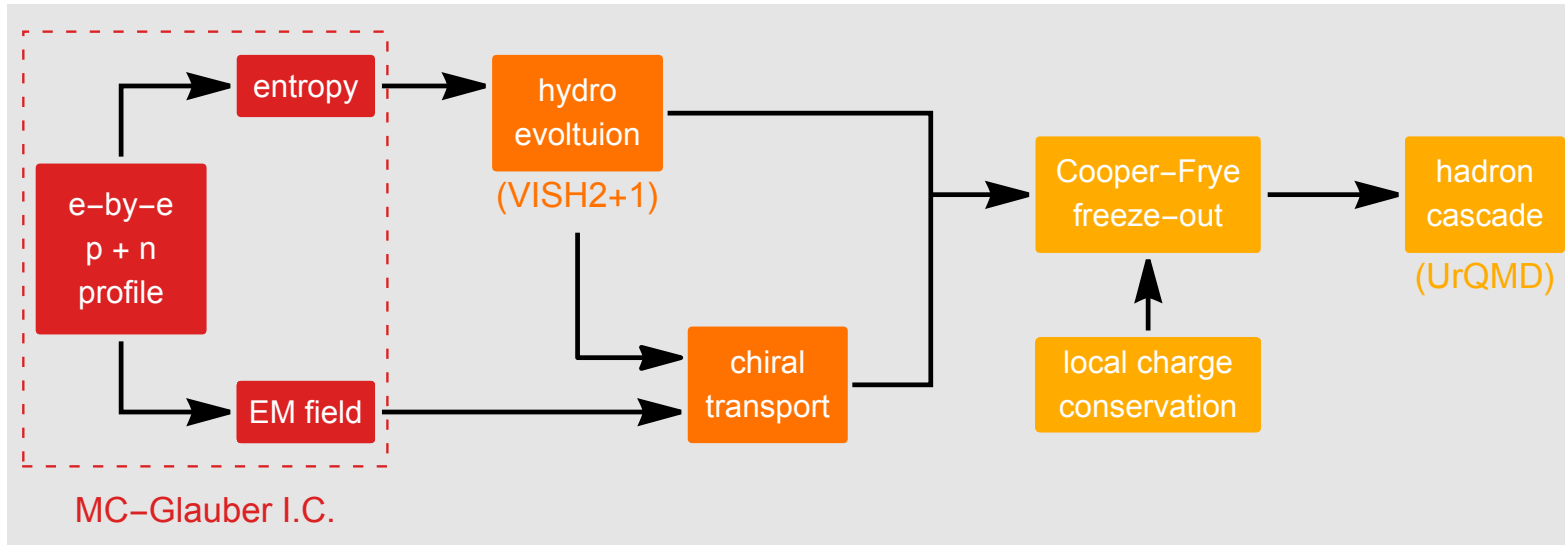 entropy
hydro
evoltuion
(VISH2+1)
e−by−e
p + n
profile
Cooper−Frye
freeze−out
hadron
cascade
(UrQMD)
chiral
transport
local charge
conservation
EM field
MC−Glauber I.C.